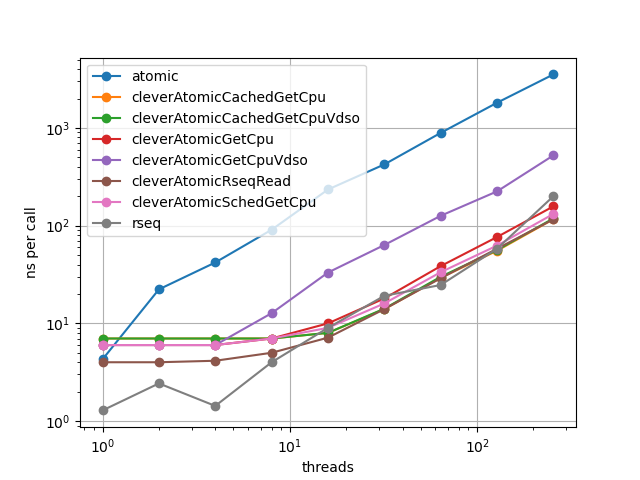 atomic
cleverAtomicCachedGetCpu
cleverAtomicCachedGetCpuVdso
cleverAtomicGetCpu
cleverAtomicGetCpuVdso
cleverAtomicRseqRead
cleverAtomicSchedGetCpu
rseq
ns per call
10³
10²
10¹
10⁰
10⁰ 10¹ 10²
threads